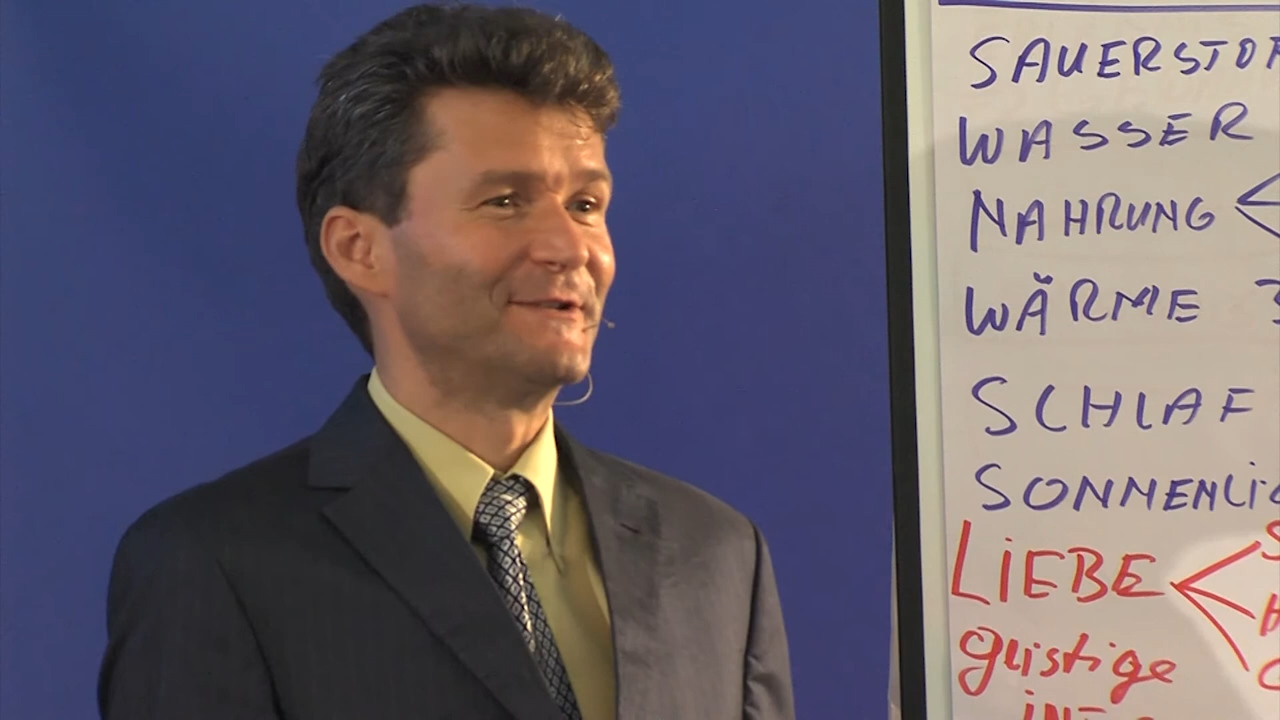 SAUERSTOF
WASSER
NAHRUNG
WÄRME
SCHLAF
SONNENLIC
LIEBE
geistige